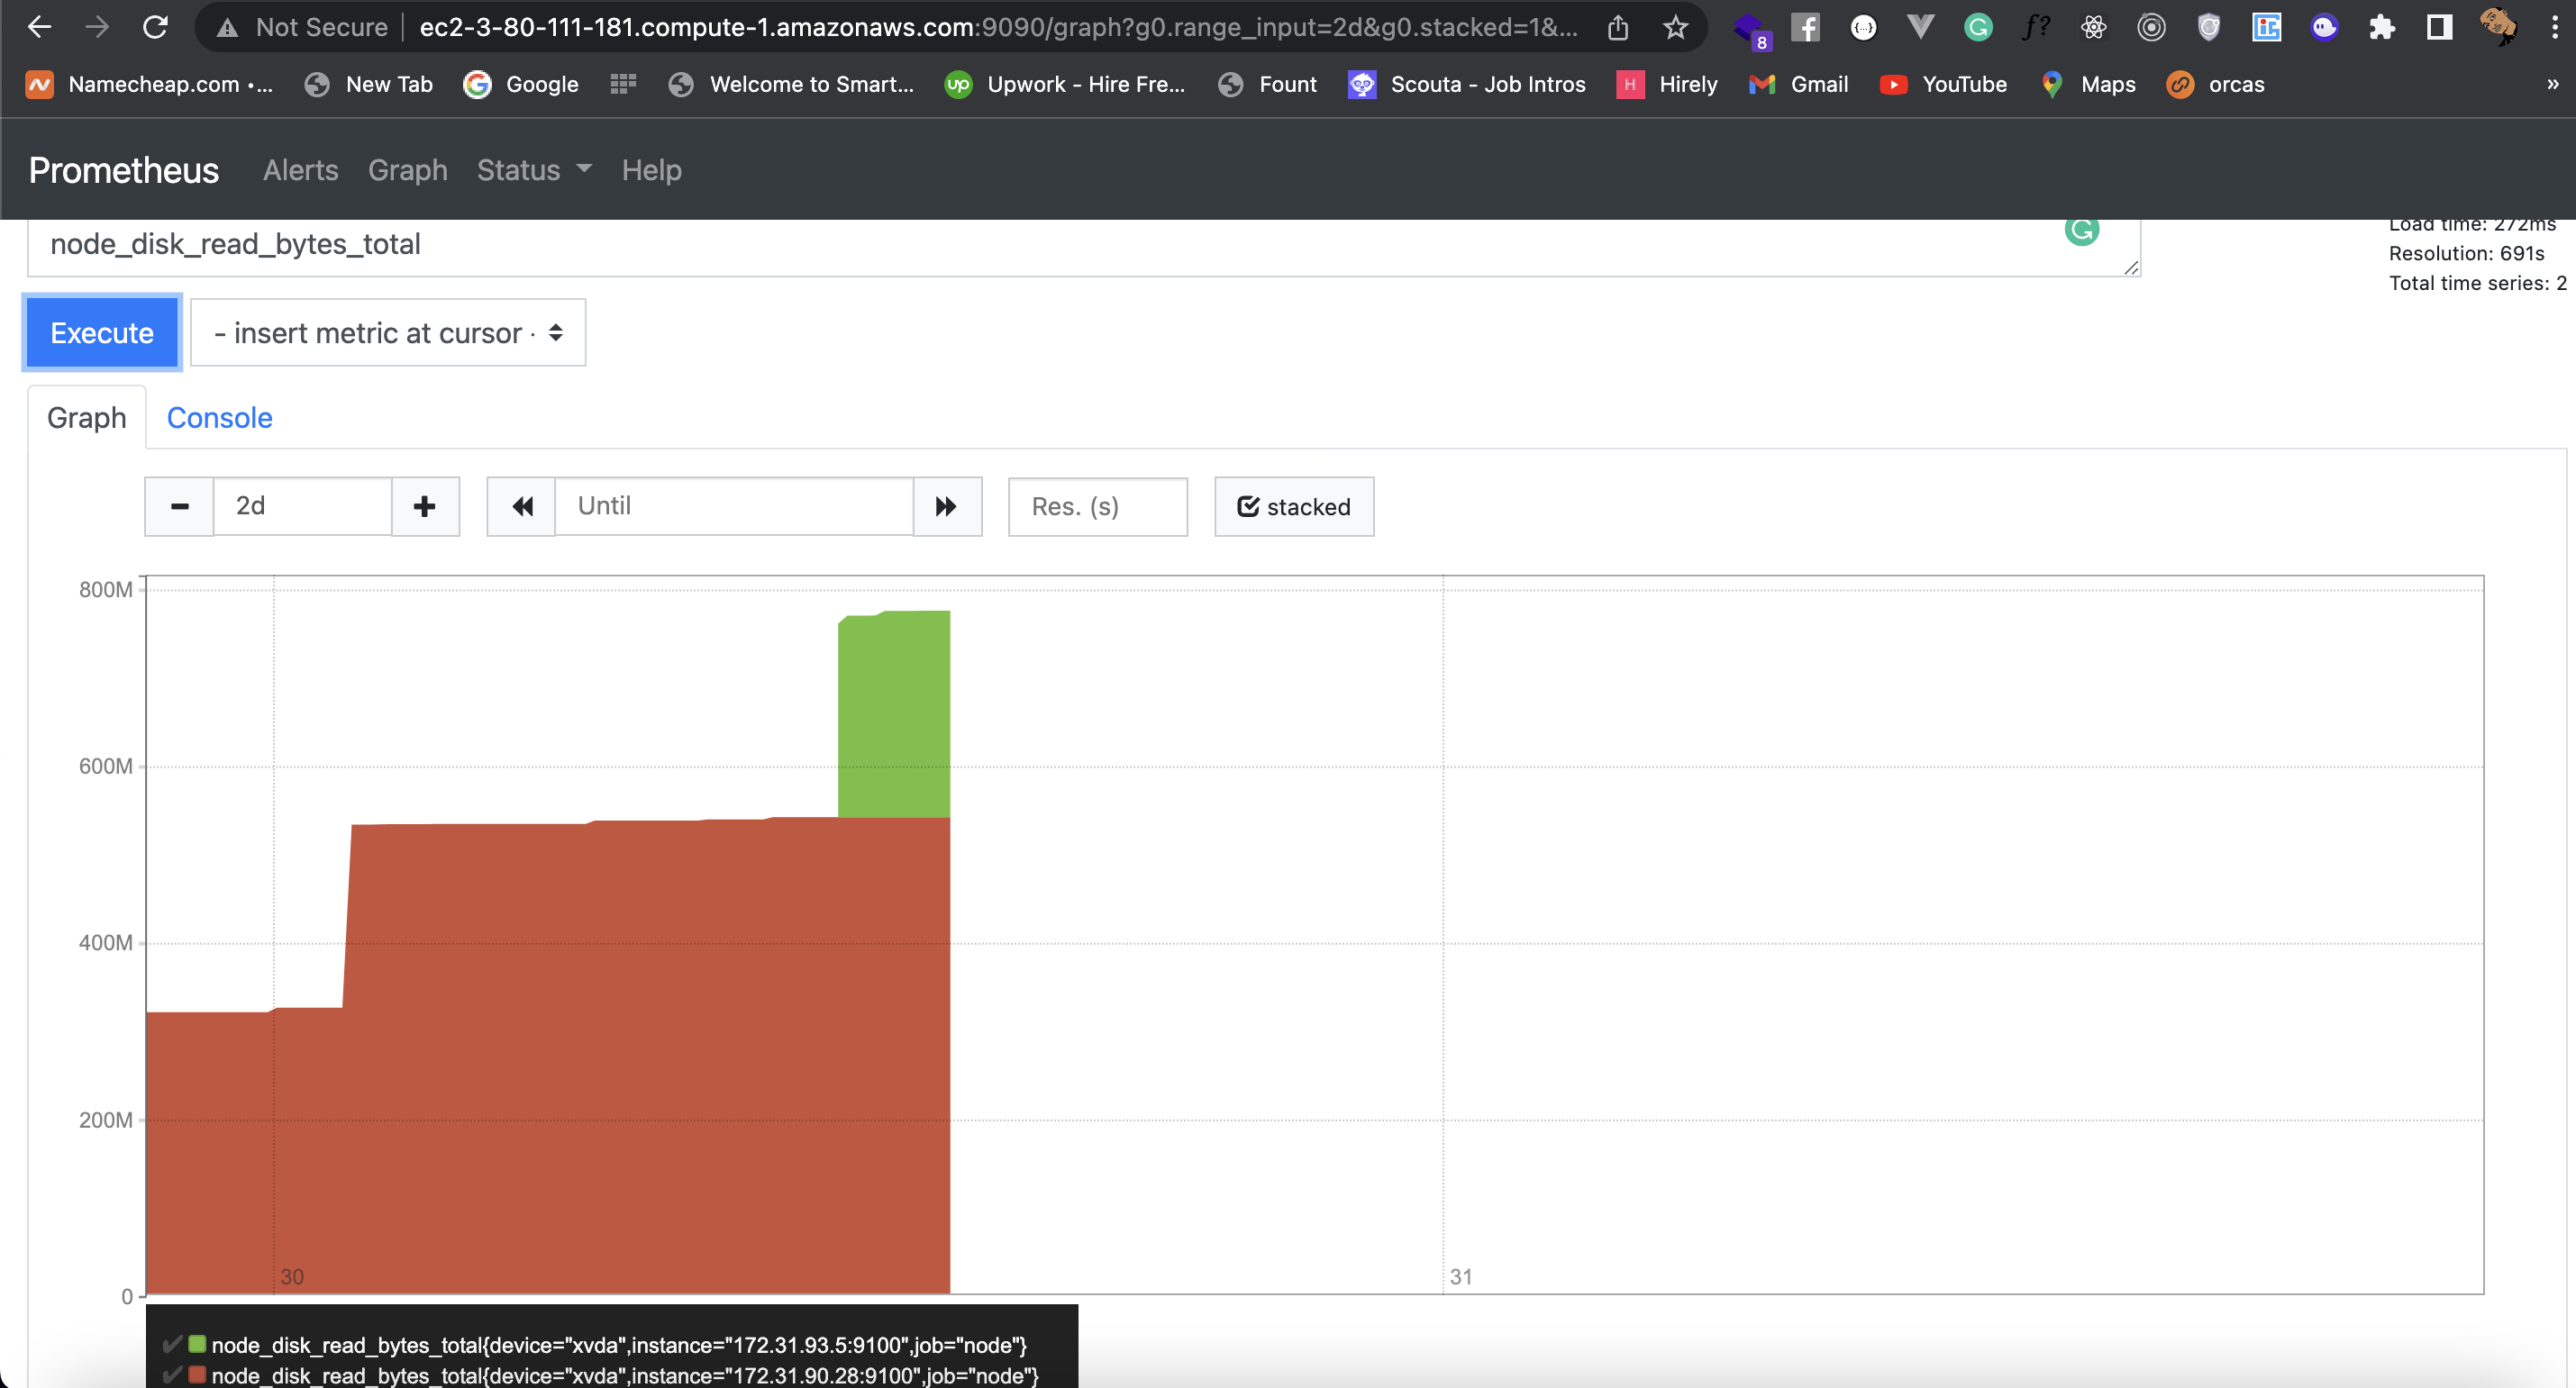 Not Secure
ec2-3-80-111-181.compute-1.amazonaws.com:9090/graph?g0.range_input=2d&g0.stacked=1&...
8
Namecheap.com •...
New Tab
Google
Welcome to Smart...
up
Upwork - Hire Fre...
Fount
Scouta - Job Intros
H
Hirely
Gmail
YouTube
Maps
orcas
»
Prometheus
Alerts
Graph
Status
Help
node_disk_read_bytes_total
Load time: 272ms
Resolution: 691s
Total time series: 2
Execute
- insert metric at cursor -
Graph
Console
2d
Until
Res. (s)
stacked
800M
600M
400M
200M
0
30
31
node_disk_read_bytes_total{device="xvda",instance="172.31.93.5:9100",job="node"}
node_disk_read_bytes_total{device="xvda",instance="172.31.90.28:9100",job="node"}